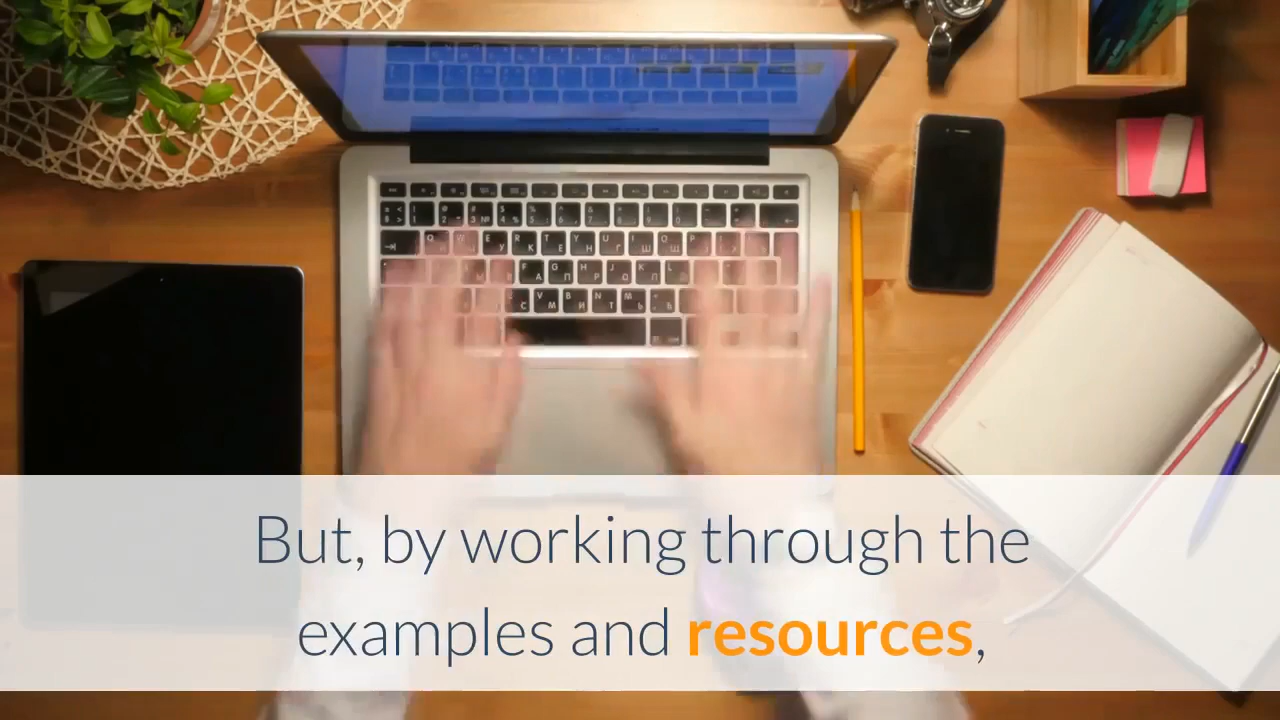 But, by working through the
examples and resources,